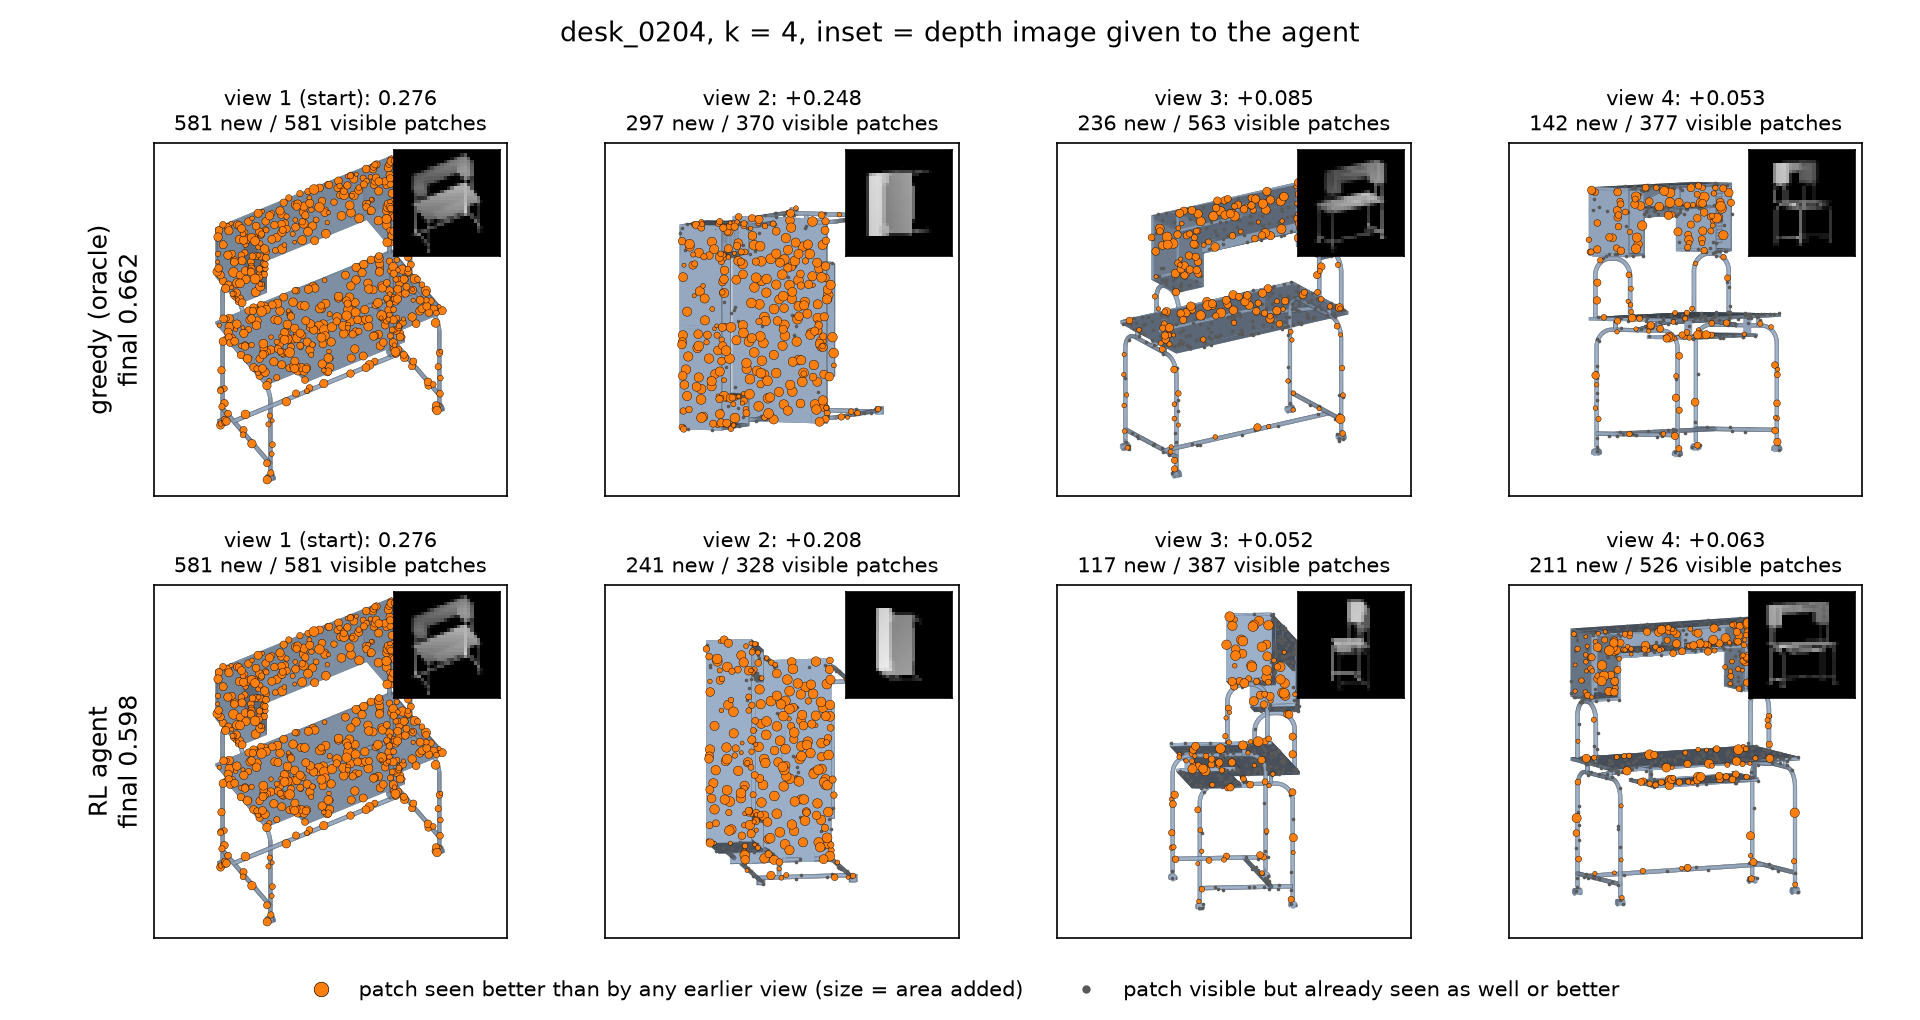 desk_0204, k = 4, inset = depth image given to the agent
view 1 (start): 0.276
581 new / 581 visible patches
view 2: +0.248
297 new / 370 visible patches
view 3: +0.085
236 new / 563 visible patches
view 4: +0.053
142 new / 377 visible patches
greedy (oracle)
final 0.662
view 1 (start): 0.276
581 new / 581 visible patches
view 2: +0.208
241 new / 328 visible patches
view 3: +0.052
117 new / 387 visible patches
view 4: +0.063
211 new / 526 visible patches
RL agent
final 0.598
patch seen better than by any earlier view (size = area added)
patch visible but already seen as well or better